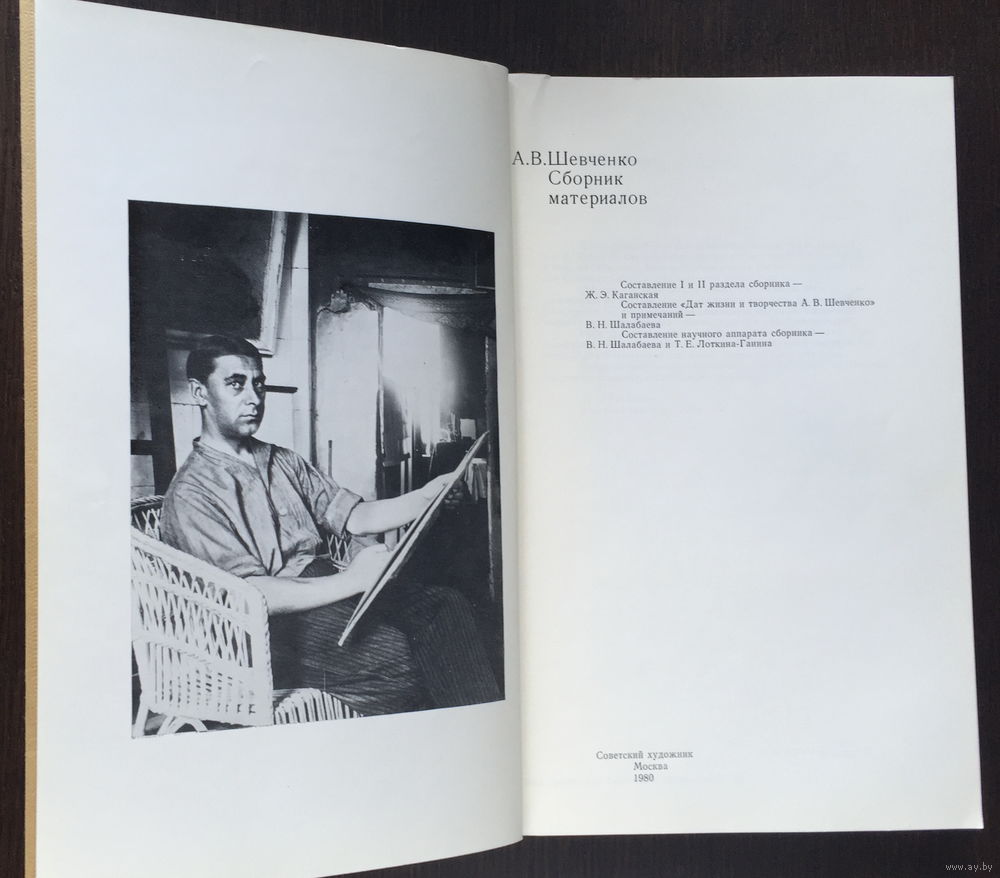 А.В.Шевченко
Сборник
материалов
Составление I и II раздела сборника —
Ж. Э. Каганская
Составление «Дат жизни и творчества А. В. Шевченко»
и примечаний —
В. Н. Шалабаева
Составление научного аппарата сборника —
В. Н. Шалабаева и Т. Е. Лоткина-Ганина
Советский художник
Москва
1980
www.ay.by